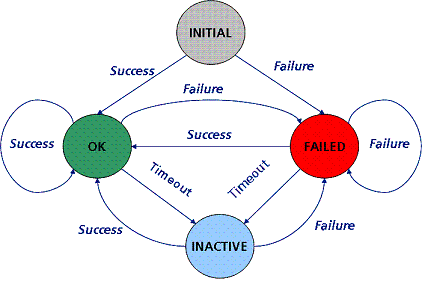 INITIAL
Success
Failure
Failure
Success
OK
Success
FAILED
Failure
Timeout
Timeout
Success
INACTIVE
Failure